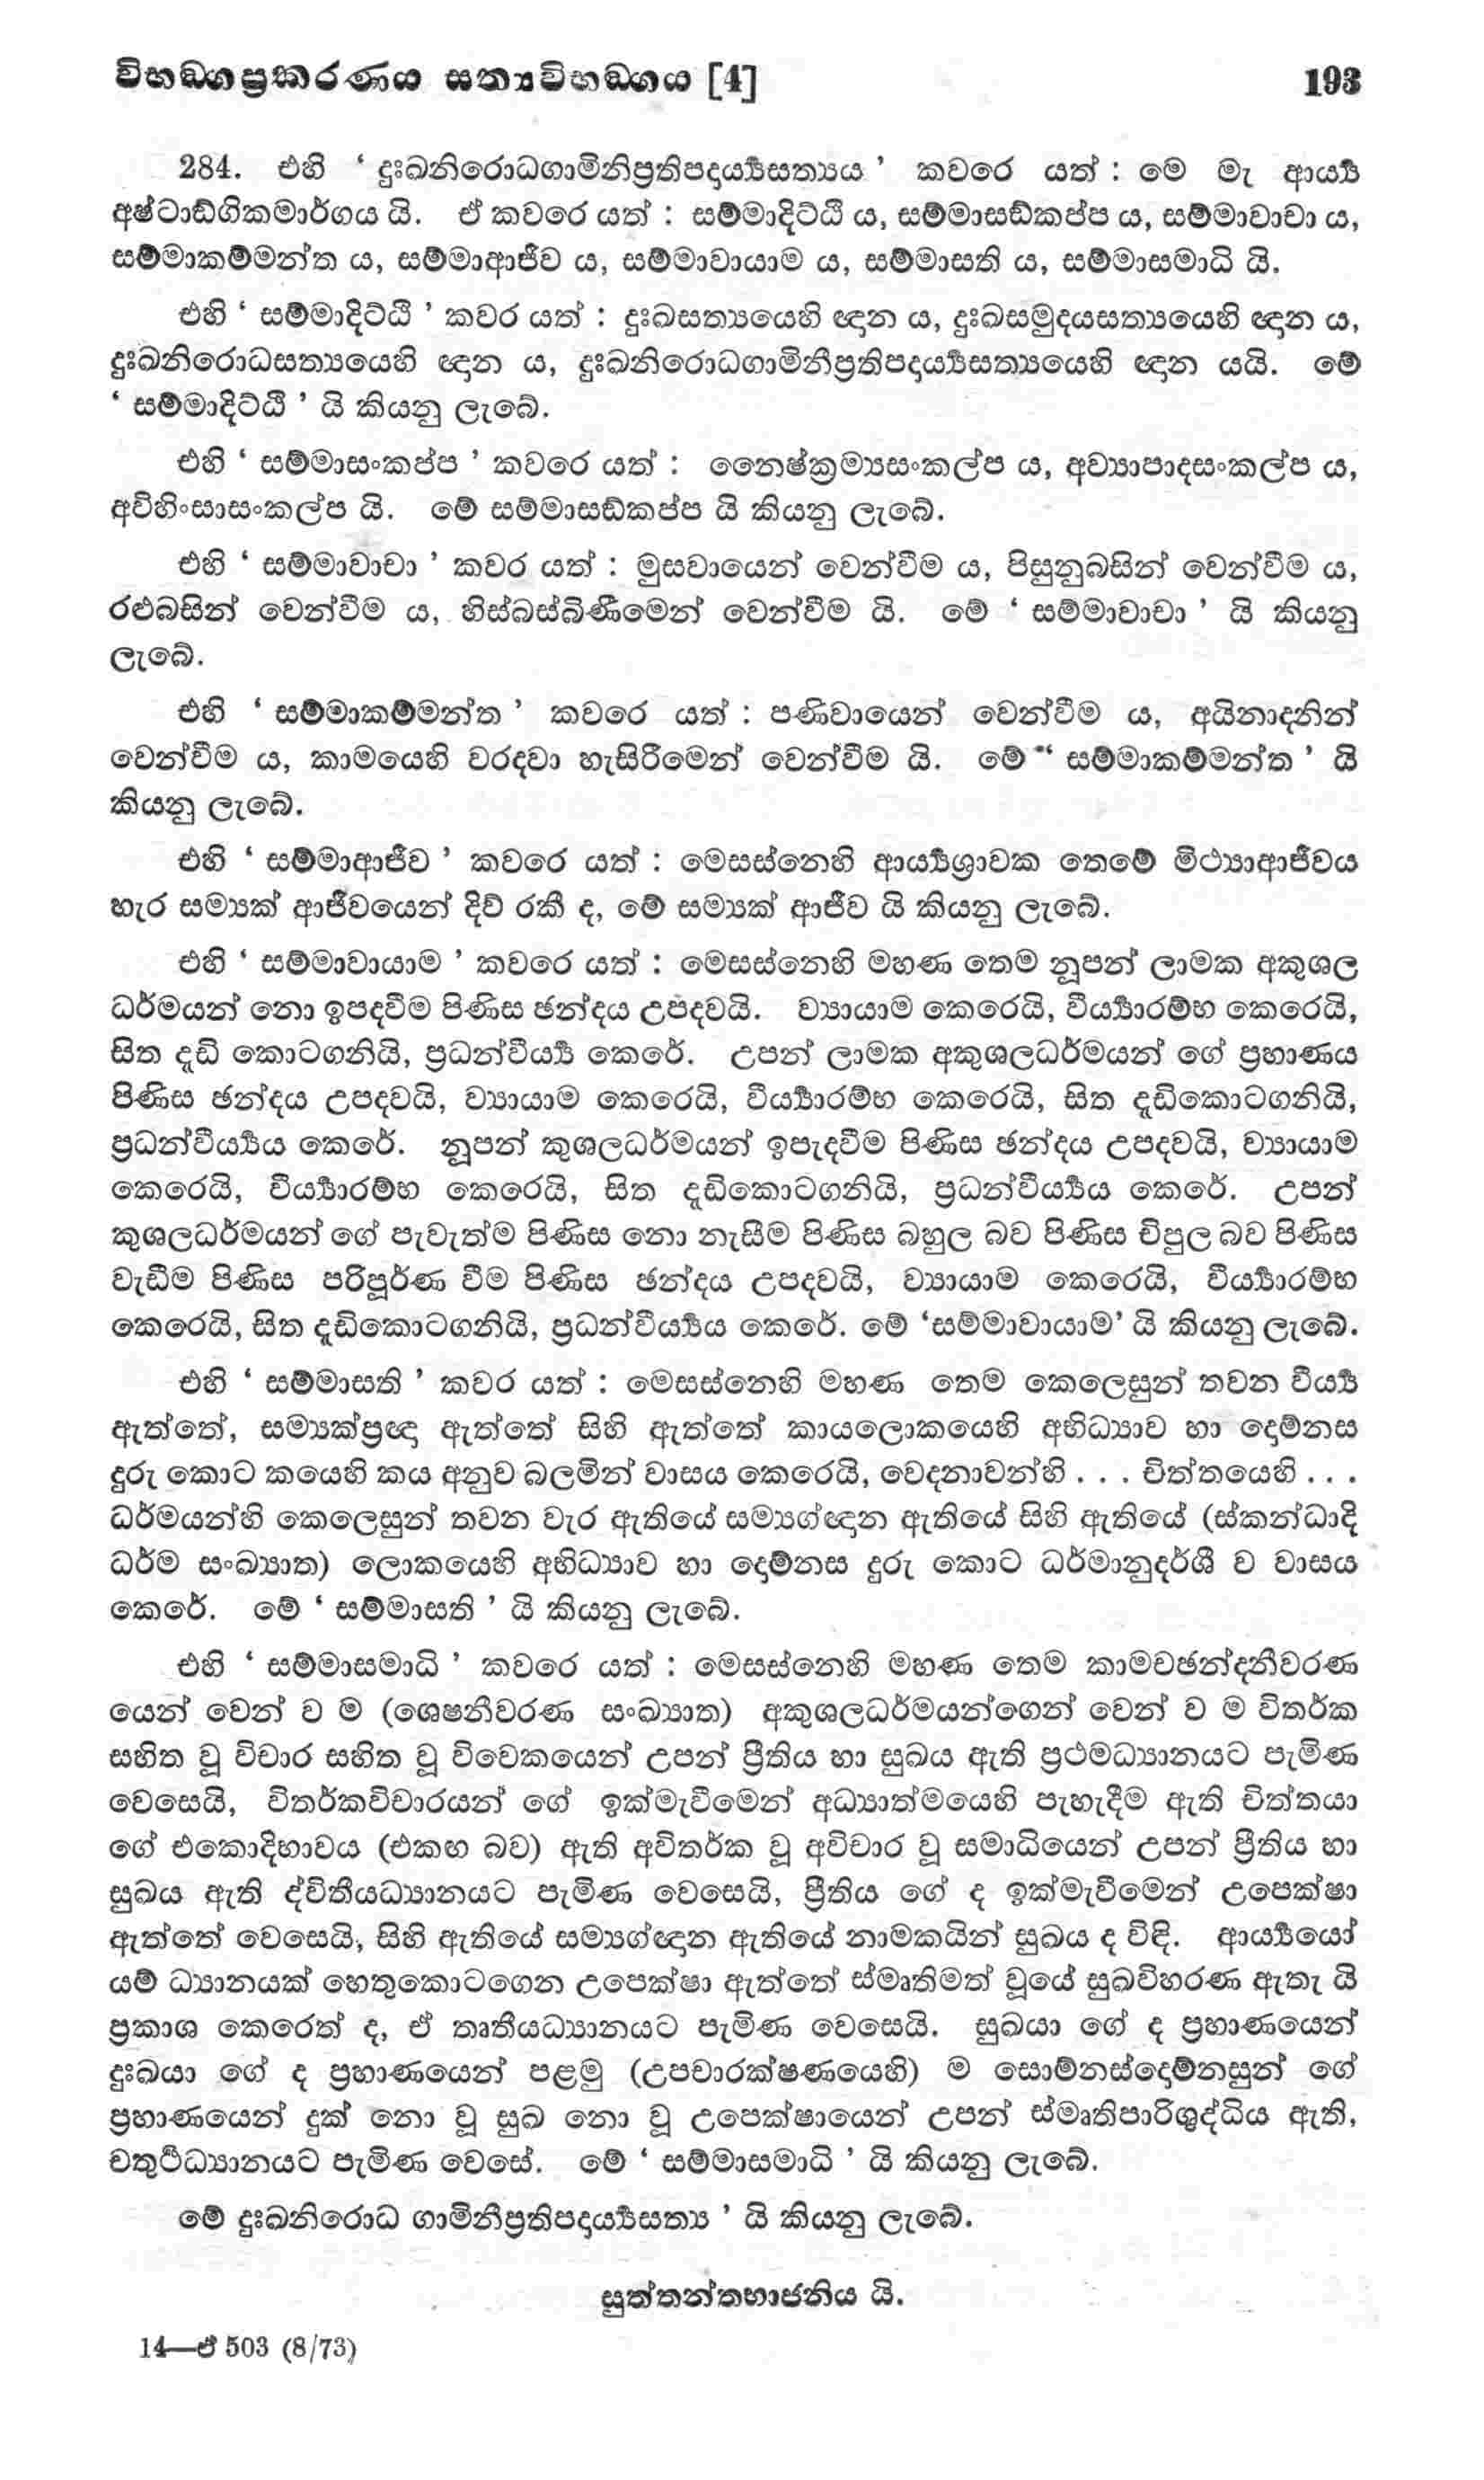 විභඞ්ගප්‍රකරණය සත්‍යවිභඞ්ගය [4] 193
284. එහි ‘ දුඃඛනිරොධගාමිනිප්‍රතිපදාර්‍ය්‍යසත්‍යය ’ කවරෙ යත් : මෙ මැ ආර්‍ය්‍ය
අෂ්ටාඩ්ගිකමාර්ගය යි. ඒ කවරෙ යත් : සම්මාදිට්ඨි ය, සම්මාසඩ්කප්ප ය, සම්මාවාචා ය,
සම්මාකම්මන්ත ය, සම්මාආජීව ය, සම්මාවායාම ය, සම්මාසති ය, සම්මාසමාධි යි.
එහි ‘ සම්මාදිට්ඨි ’ කවර යත් : දුඃඛසත්‍යයෙහි ඥාන ය, දුඃඛසමුදයසත්‍යයෙහි ඥාන ය,
දුඃඛනිරොධසත්‍යයෙහි ඥාන ය, දුඃඛනිරොධගාමිනීප්‍රතිපදාර්‍ය්‍යසත්‍යයෙහි ඥාන යයි. මේ
‘ සම්මාදිට්ඨි ’ යි කියනු ලැබේ.
එහි ‘ සම්මාසංකප්ප ’ කවරෙ යත් : නෛෂ්ක්‍රම්‍යසංකල්ප ය, අව්‍යාපාදසංකල්ප ය,
අවිහිංසාසංකල්ප යි. මේ සම්මාසඩ්කප්ප යි කියනු ලැබේ.
එහි ‘ සම්මාවාචා ’ කවර යත් : මුසවායෙන් වෙන්වීම ය, පිසුනුබසින් වෙන්වීම ය,
රළුබසින් වෙන්වීම ය, හිස්බස්බිණීමෙන් වෙන්වීම යි. මේ ‘ සම්මාවාචා ’ යි කියනු
ලැබේ.
එහි ‘ සම්මාකම්මන්ත ’ කවරෙ යත් : පණිවායෙන් වෙන්වීම ය, අයිනාදනින්
වෙන්වීම ය, කාමයෙහි වරදවා හැසිරීමෙන් වෙන්වීම යි. මේ ‘ සම්මාකම්මන්ත ’ යි
කියනු ලැබේ.
එහි ‘ සම්මාආජීව ’ කවරෙ යත් : මෙසස්නෙහි ආර්‍ය්‍යශ්‍රාවක තෙමේ මිථ්‍යාආජීවය
හැර සම්‍යක් ආජීවයෙන් දිවි රකී ද, මේ සම්‍යක් ආජීව යි කියනු ලැබේ.
එහි ‘ සම්මාවායාම ’ කවරෙ යත් : මෙසස්නෙහි මහණ තෙම නූපන් ලාමක අකුශල
ධර්මයන් නො ඉපදවීම පිණිස ඡන්දය උපදවයි. ව්‍යායාම කෙරෙයි, වීර්‍ය්‍යාරම්භ කෙරෙයි,
සිත දැඩි කොටගනියි, ප්‍රධන්වීර්‍ය්‍ය කෙරේ. උපන් ලාමක අකුශලධර්මයන් ගේ ප්‍රහාණය
පිණිස ඡන්දය උපදවයි, ව්‍යායාම කෙරෙයි, වීර්‍ය්‍යාරම්භ කෙරෙයි, සිත දැඩිකොටගනියි,
ප්‍රධන්වීර්‍ය්‍යය කෙරේ. නූපන් කුශලධර්මයන් ඉපැදවීම පිණිස ඡන්දය උපදවයි, ව්‍යායාම
කෙරෙයි, වීර්‍ය්‍යාරම්භ කෙරෙයි, සිත දැඩිකොටගනියි, ප්‍රධන්වීර්‍ය්‍යය කෙරේ. උපන්
කුශලධර්මයන් ගේ පැවැත්ම පිණිස නො නැසීම පිණිස බහුල බව පිණිස විපුල බව පිණිස
වැඩීම පිණිස පරිපූර්ණ වීම පිණිස ඡන්දය උපදවයි, ව්‍යායාම කෙරෙයි, වීර්‍ය්‍යාරම්භ
කෙරෙයි, සිත දැඩිකොටගනියි, ප්‍රධන්වීර්‍ය්‍යය කෙරේ. මේ ‘සම්මාවායාම’ යි කියනු ලැබේ.
එහි ‘ සම්මාසති ’ කවර යත් : මෙසස්නෙහි මහණ තෙම කෙලෙසුන් තවන වීර්‍ය්‍ය
ඇත්තේ, සම්‍යක්ප්‍රඥා ඇත්තේ සිහි ඇත්තේ කායලොකයෙහි අභිධ්‍යාව හා දොම්නස
දුරු කොට කයෙහි කය අනුව බලමින් වාසය කෙරෙයි, වෙදනාවන්හි . . . චිත්තයෙහි . . .
ධර්මයන්හි කෙලෙසුන් තවන වැර ඇතියේ සම්‍යග්ඥාන ඇතියේ සිහි ඇතියේ (ස්කන්ධාදි
ධර්ම සංඛ්‍යාත) ලොකයෙහි අභිධ්‍යාව හා දොම්නස දුරු කොට ධර්මානුදර්ශී ව වාසය
කෙරේ. මේ ‘ සම්මාසති ’ යි කියනු ලැබේ.
එහි ‘ සම්මාසමාධි ’ කවරෙ යත් : මෙසස්නෙහි මහණ තෙම කාමචඡන්දනීවරණ
යෙන් වෙන් ව ම (ශෙෂනීවරණ සංඛ්‍යාත) අකුශලධර්මයන්ගෙන් වෙන් ව ම විතර්ක
සහිත වූ විචාර සහිත වූ විවෙකයෙන් උපන් ප්‍රීතිය හා සුඛය ඇති ප්‍රථමධ්‍යානයට පැමිණ
වෙසෙයි, විතර්කවිචාරයන් ගේ ඉක්මැවීමෙන් අධ්‍යාත්මයෙහි පැහැදීම ඇති චිත්තයා
ගේ එකොදිභාවය (එකඟ බව) ඇති අවිතර්ක වූ අවිචාර වූ සමාධියෙන් උපන් ප්‍රීතිය හා
සුඛය ඇති ද්විතීයධ්‍යානයට පැමිණ වෙසෙයි, ප්‍රීතිය ගේ ද ඉක්මැවීමෙන් උපෙක්ෂා
ඇත්තේ වෙසෙයි, සිහි ඇතියේ සම්‍යග්ඥාන ඇතියේ නාමකයින් සුඛය ද විඳි. ආර්‍ය්‍යයෝ
යම් ධ්‍යානයක් හෙතුකොටගෙන උපෙක්ෂා ඇත්තේ ස්මෘතිමත් වූයේ සුඛවිහරණ ඇතැ යි
ප්‍රකාශ කෙරෙත් ද, ඒ තෘතීයධ්‍යානයට පැමිණ වෙසෙයි. සුඛයා ගේ ද ප්‍රහාණයෙන්
දුඃඛයා ගේ ද ප්‍රහාණයෙන් පළමු (උපචාරක්ෂණයෙහි) ම සොම්නස්දොම්නසුන් ගේ
ප්‍රහාණයෙන් දුක් නො වූ සුඛ නො වූ උපෙක්ෂායෙන් උපන් ස්මෘතිපාරිශුද්ධිය ඇති,
චතුර්‍ථධ්‍යානයට පැමිණ වෙසේ. මේ ‘ සම්මාසමාධි ’ යි කියනු ලැබේ.
මේ දුඃඛනිරොධ ගාමිනීප්‍රතිපදාර්‍ය්‍යසත්‍ය ’ යි කියනු ලැබේ.
සුත්තන්තභාජනිය යි.
14—ඒ 503 (8/73)